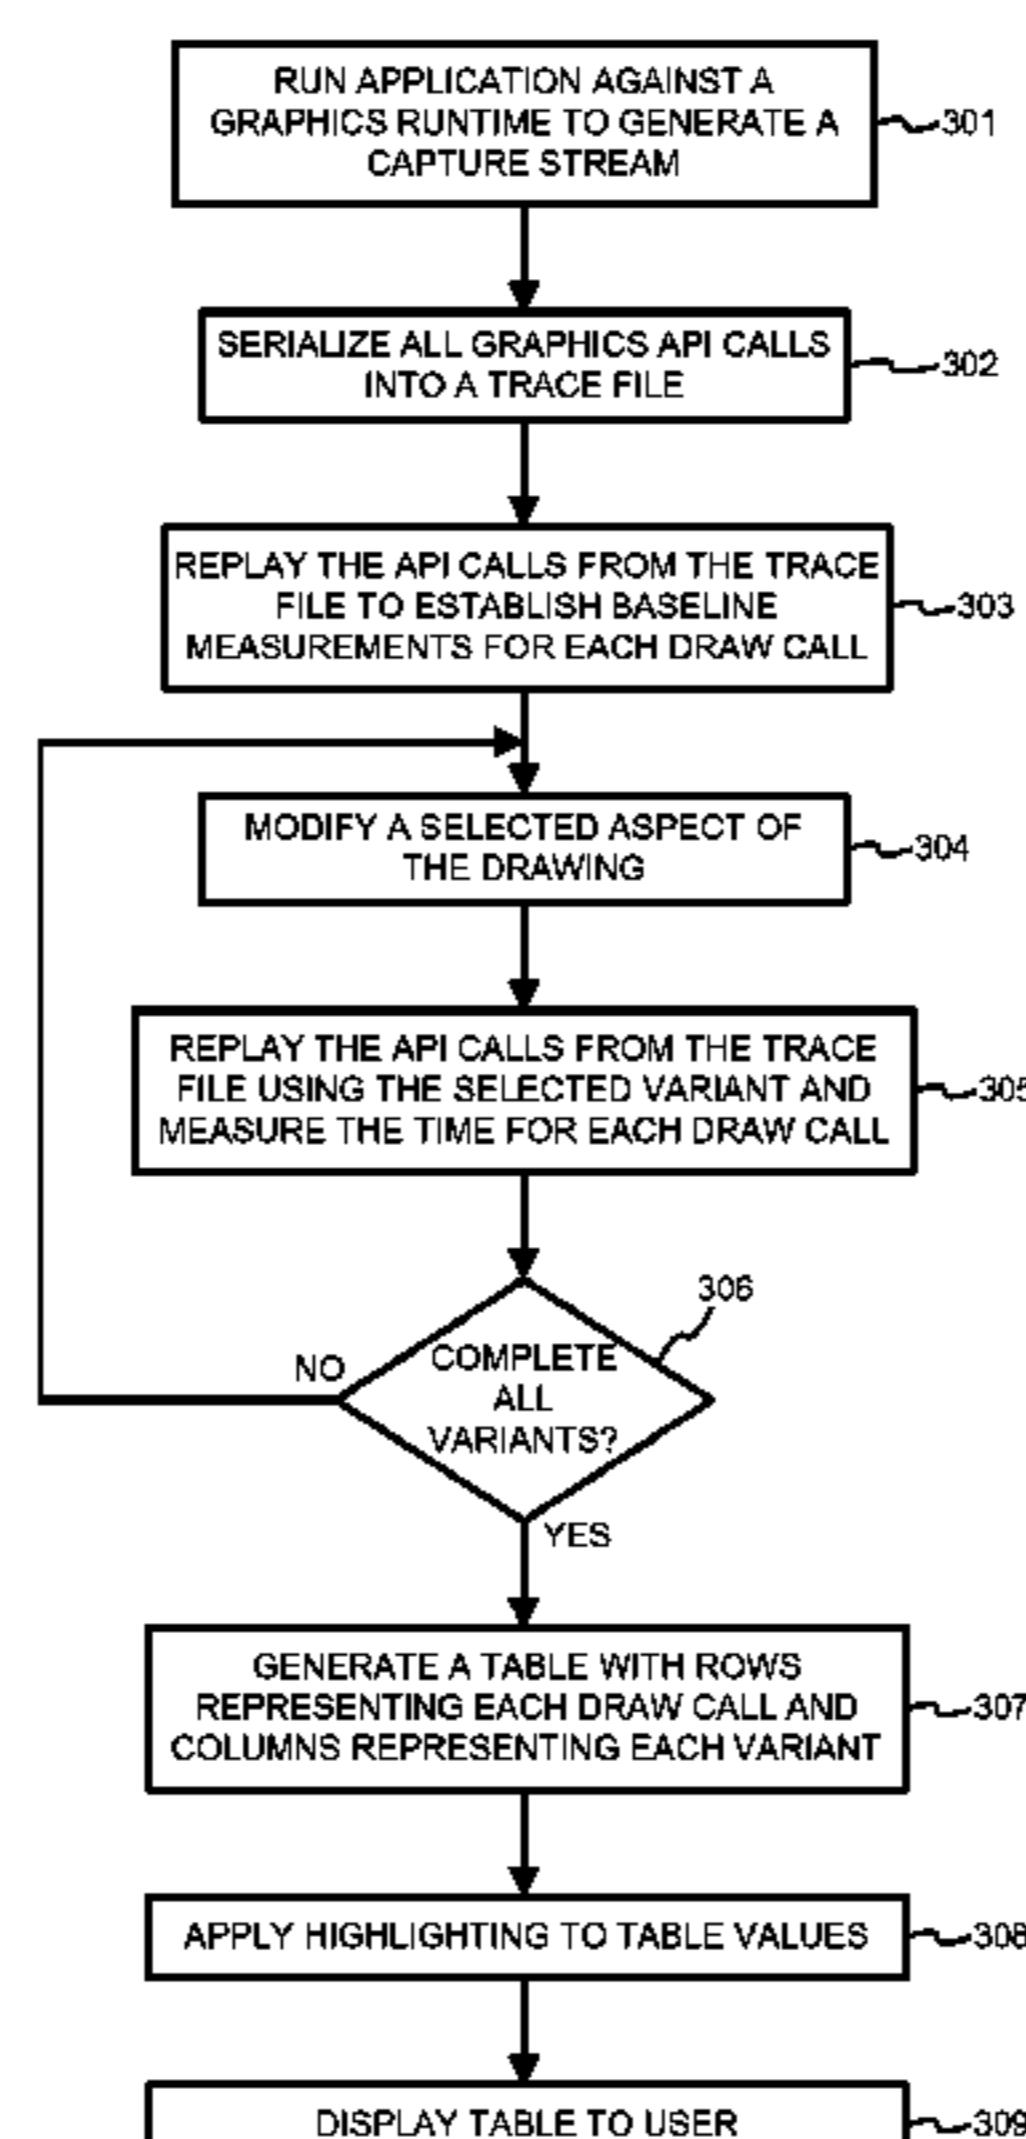 RUN APPLICATION AGAINST A
GRAPHICS RUNTIME TO GENERATE A
CAPTURE STREAM
301
SERIALIZE ALL GRAPHICS API CALLS
INTO A TRACE FILE
302
REPLAY THE API CALLS FROM THE TRACE
FILE TO ESTABLISH BASELINE
MEASUREMENTS FOR EACH DRAW CALL
303
MODIFY A SELECTED ASPECT OF
THE DRAWING
304
REPLAY THE API CALLS FROM THE TRACE
FILE USING THE SELECTED VARIANT AND
MEASURE THE TIME FOR EACH DRAW CALL
305
306
COMPLETE
ALL
VARIANTS?
NO
YES
GENERATE A TABLE WITH ROWS
REPRESENTING EACH DRAW CALL AND
COLUMNS REPRESENTING EACH VARIANT
307
APPLY HIGHLIGHTING TO TABLE VALUES
308
DISPLAY TABLE TO USER
309